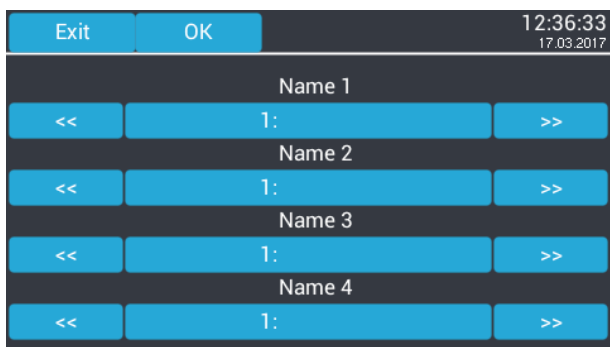 Exit OK 12:36:33
17.03.2017
Name 1
<< 1: >>
Name 2
<< 1: >>
Name 3
<< 1: >>
Name 4
<< 1: >>